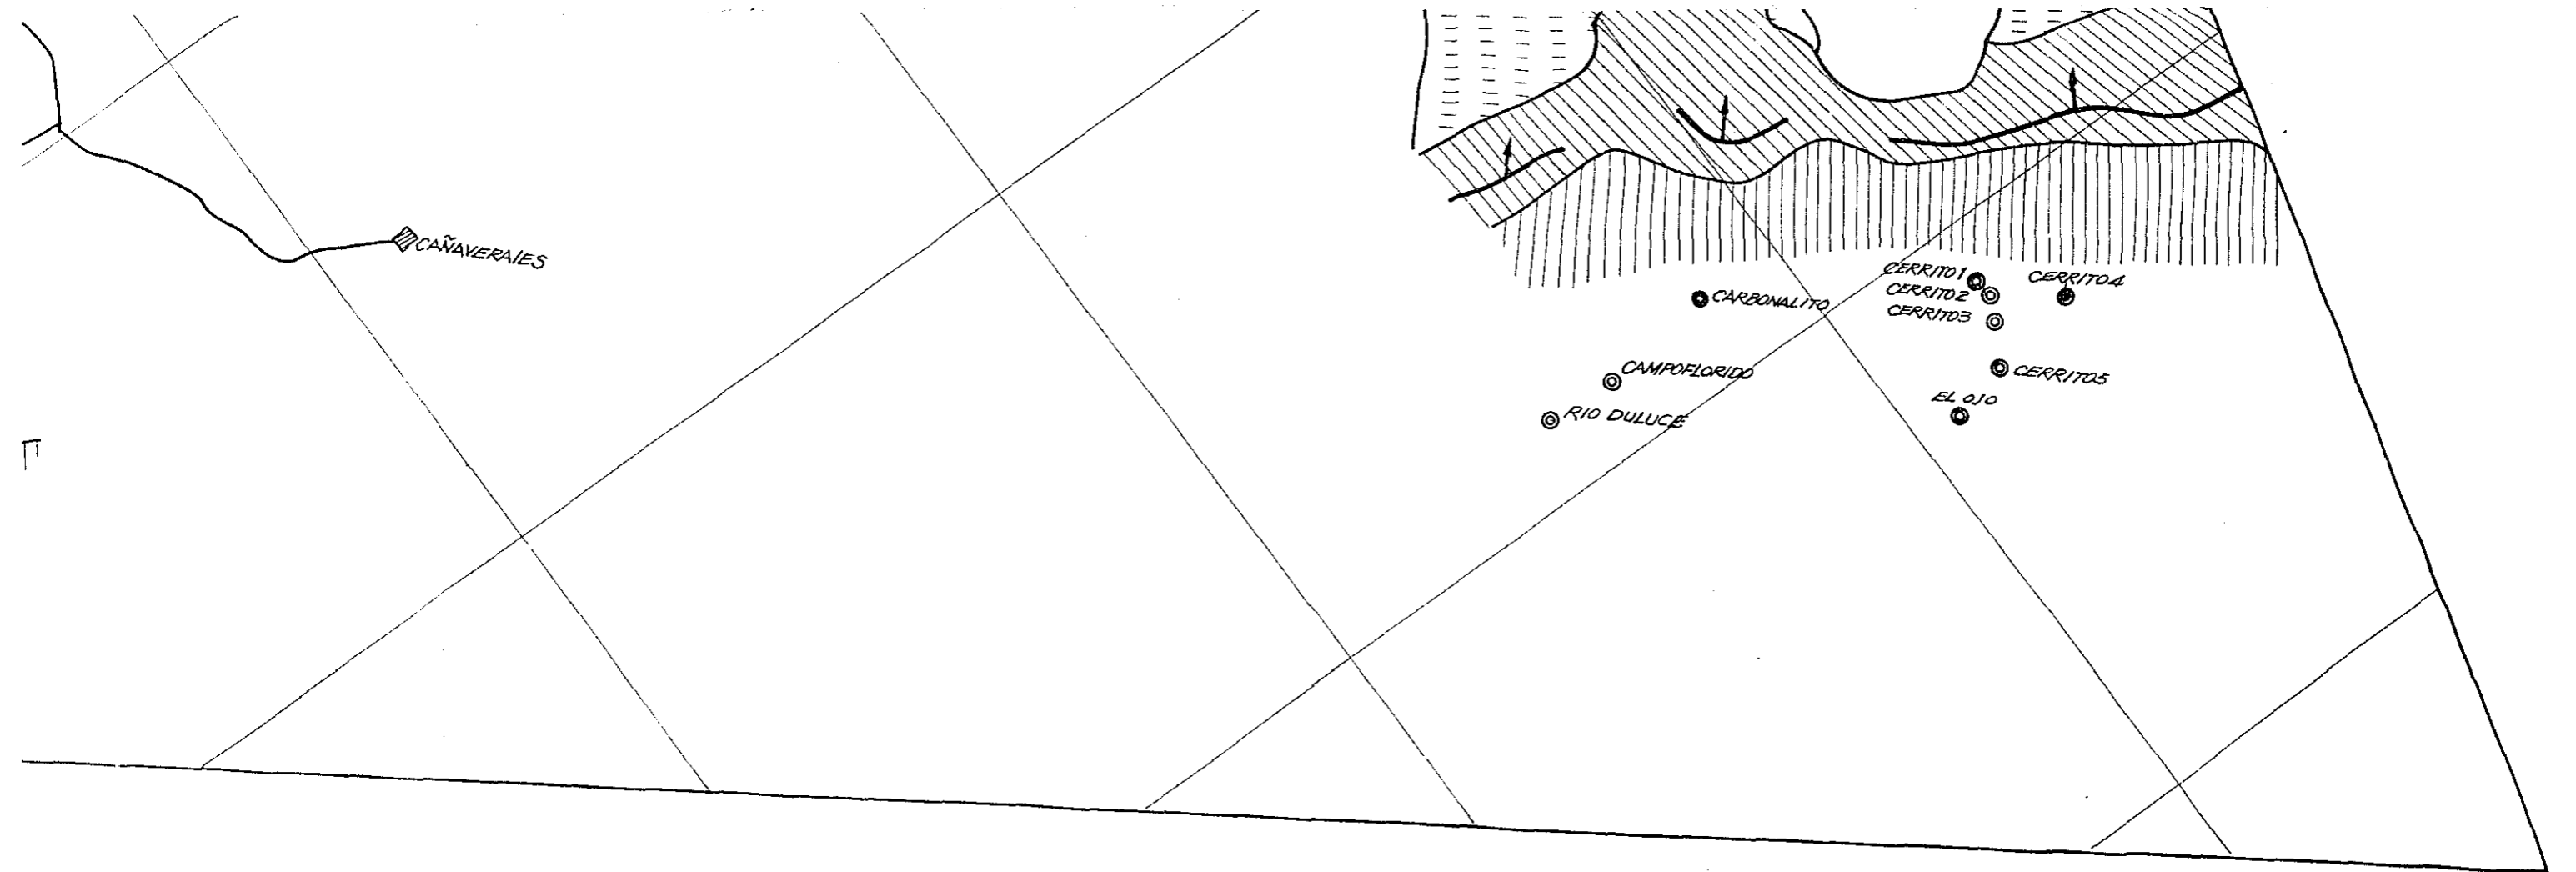 CAÑAVERAIES
CERRITO1
CERRITO2
CERRITO3
CERRITO4
CARBONALITO
CAMPOFLORIDO
CERRITO5
EL OJO
RIO DULUCE